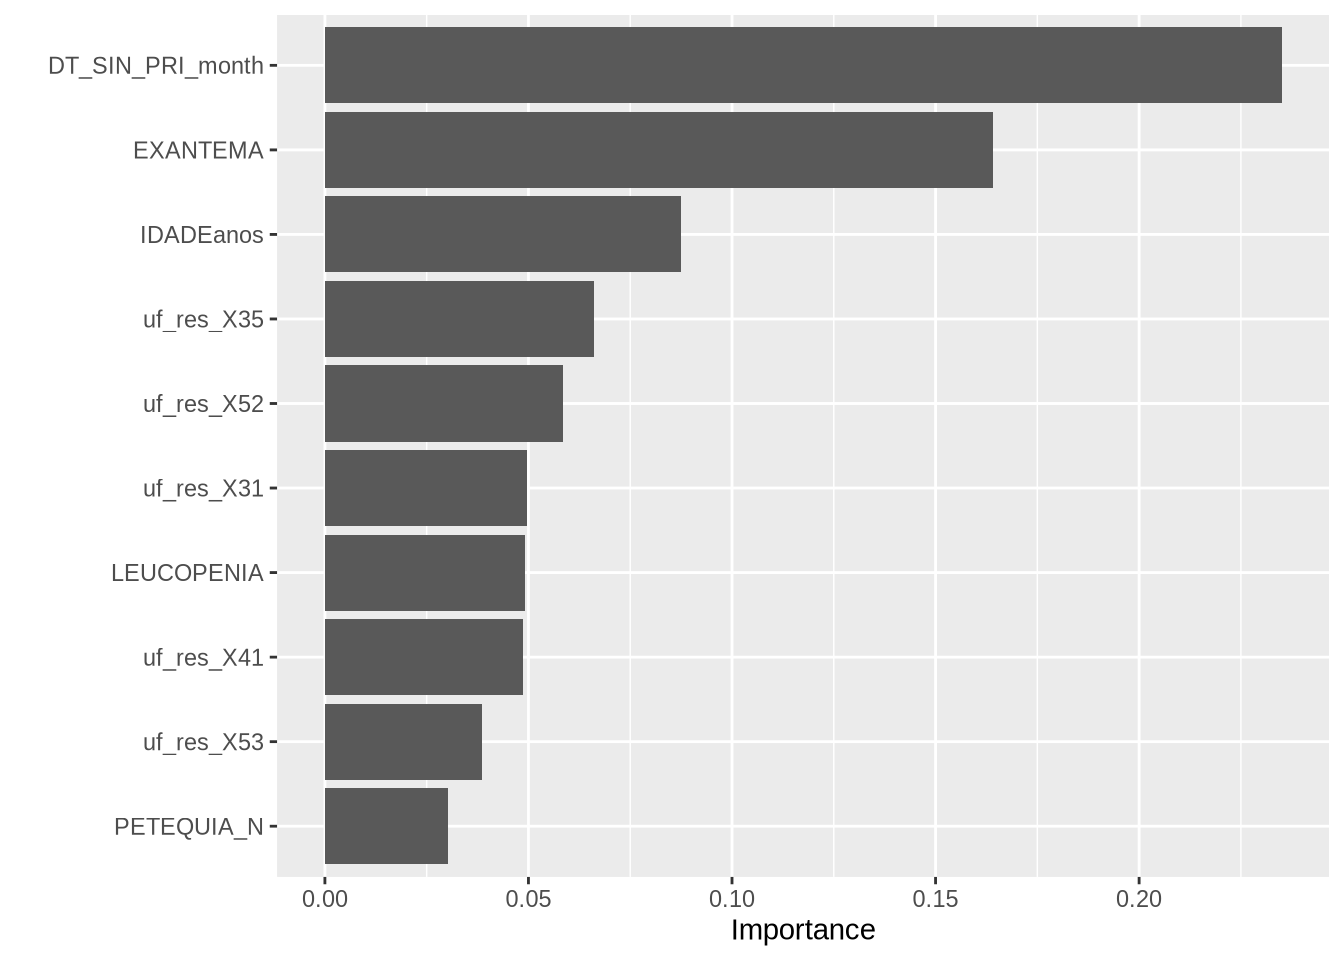 DT_SIN_PRI_month
EXANTEMA
IDADEanos
uf_res_X35
uf_res_X52
uf_res_X31
LEUCOPENIA
uf_res_X41
uf_res_X53
PETEQUIA_N
0.00 0.05 0.10 0.15 0.20
Importance